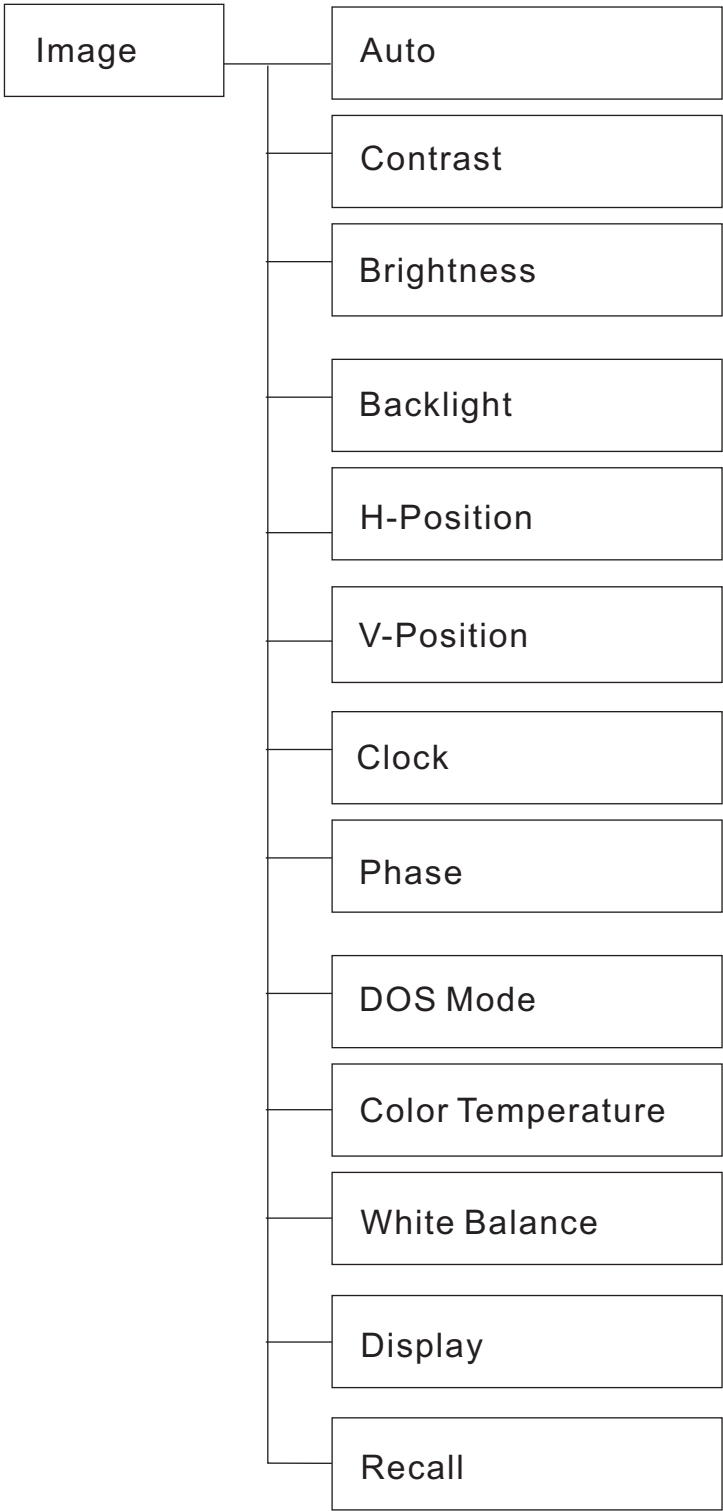 Image
Auto
Contrast
Brightness
Backlight
H-Position
V-Position
Clock
Phase
DOS Mode
Color Temperature
White Balance
Display
Recall